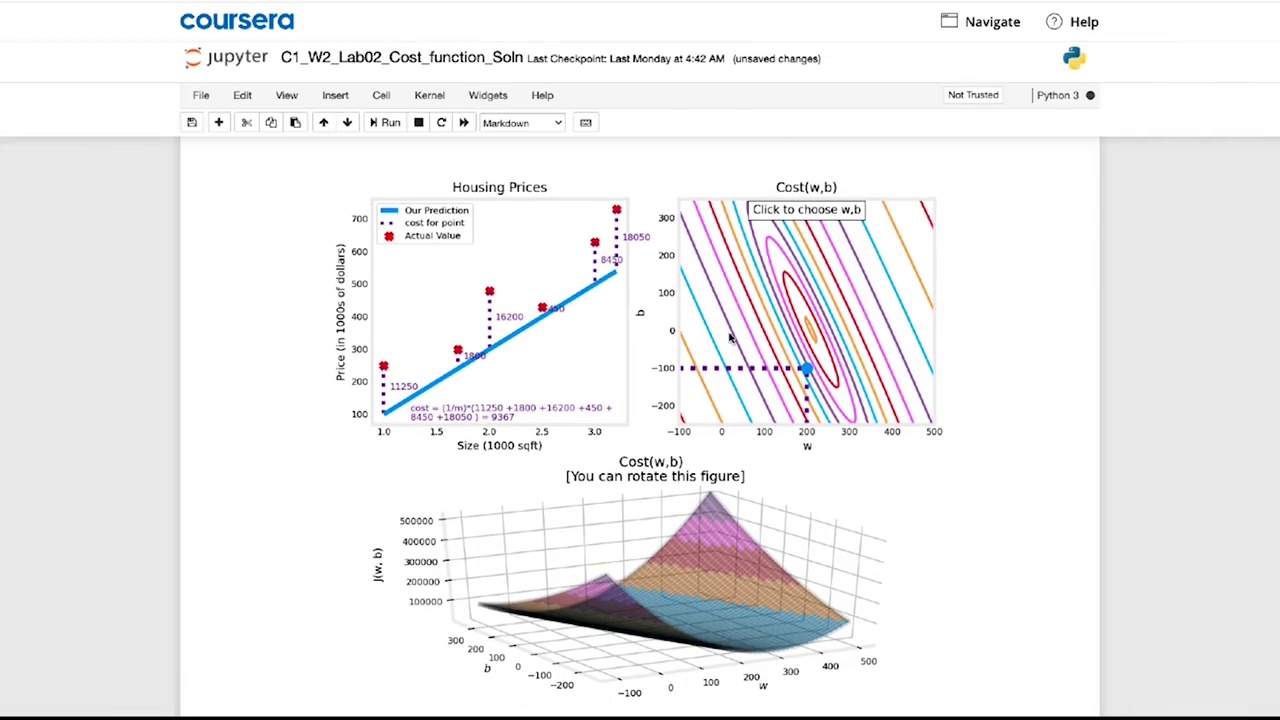 coursera
Navigate
Help
jupyter C1_W2_Lab02_Cost_function_Soln Last Checkpoint: Last Monday at 4:42 AM (unsaved changes)
File Edit View Insert Cell Kernel Widgets Help
Not Trusted
Python 3
Run
Markdown
Housing Prices
Our Prediction
cost for point
Actual Value
Price (in 1000s of dollars)
700
600
500
400
300
200
100
11250
1800
16200
450
8450
18050
cost = (1/m)*(11250 +1800 +16200 +450 +
8450 +18050 ) = 9367
1.0 1.5 2.0 2.5 3.0
Size (1000 sqft)
Cost(w,b)
Click to choose w,b
b
300
200
100
0
−100
−200
−100 0 100 200 300 400 500
w
Cost(w,b)
[You can rotate this figure]
J(w, b)
500000
400000
300000
200000
100000
300
200
100
0
−100
−200
b
−100
0
100
200
300
400
500
w